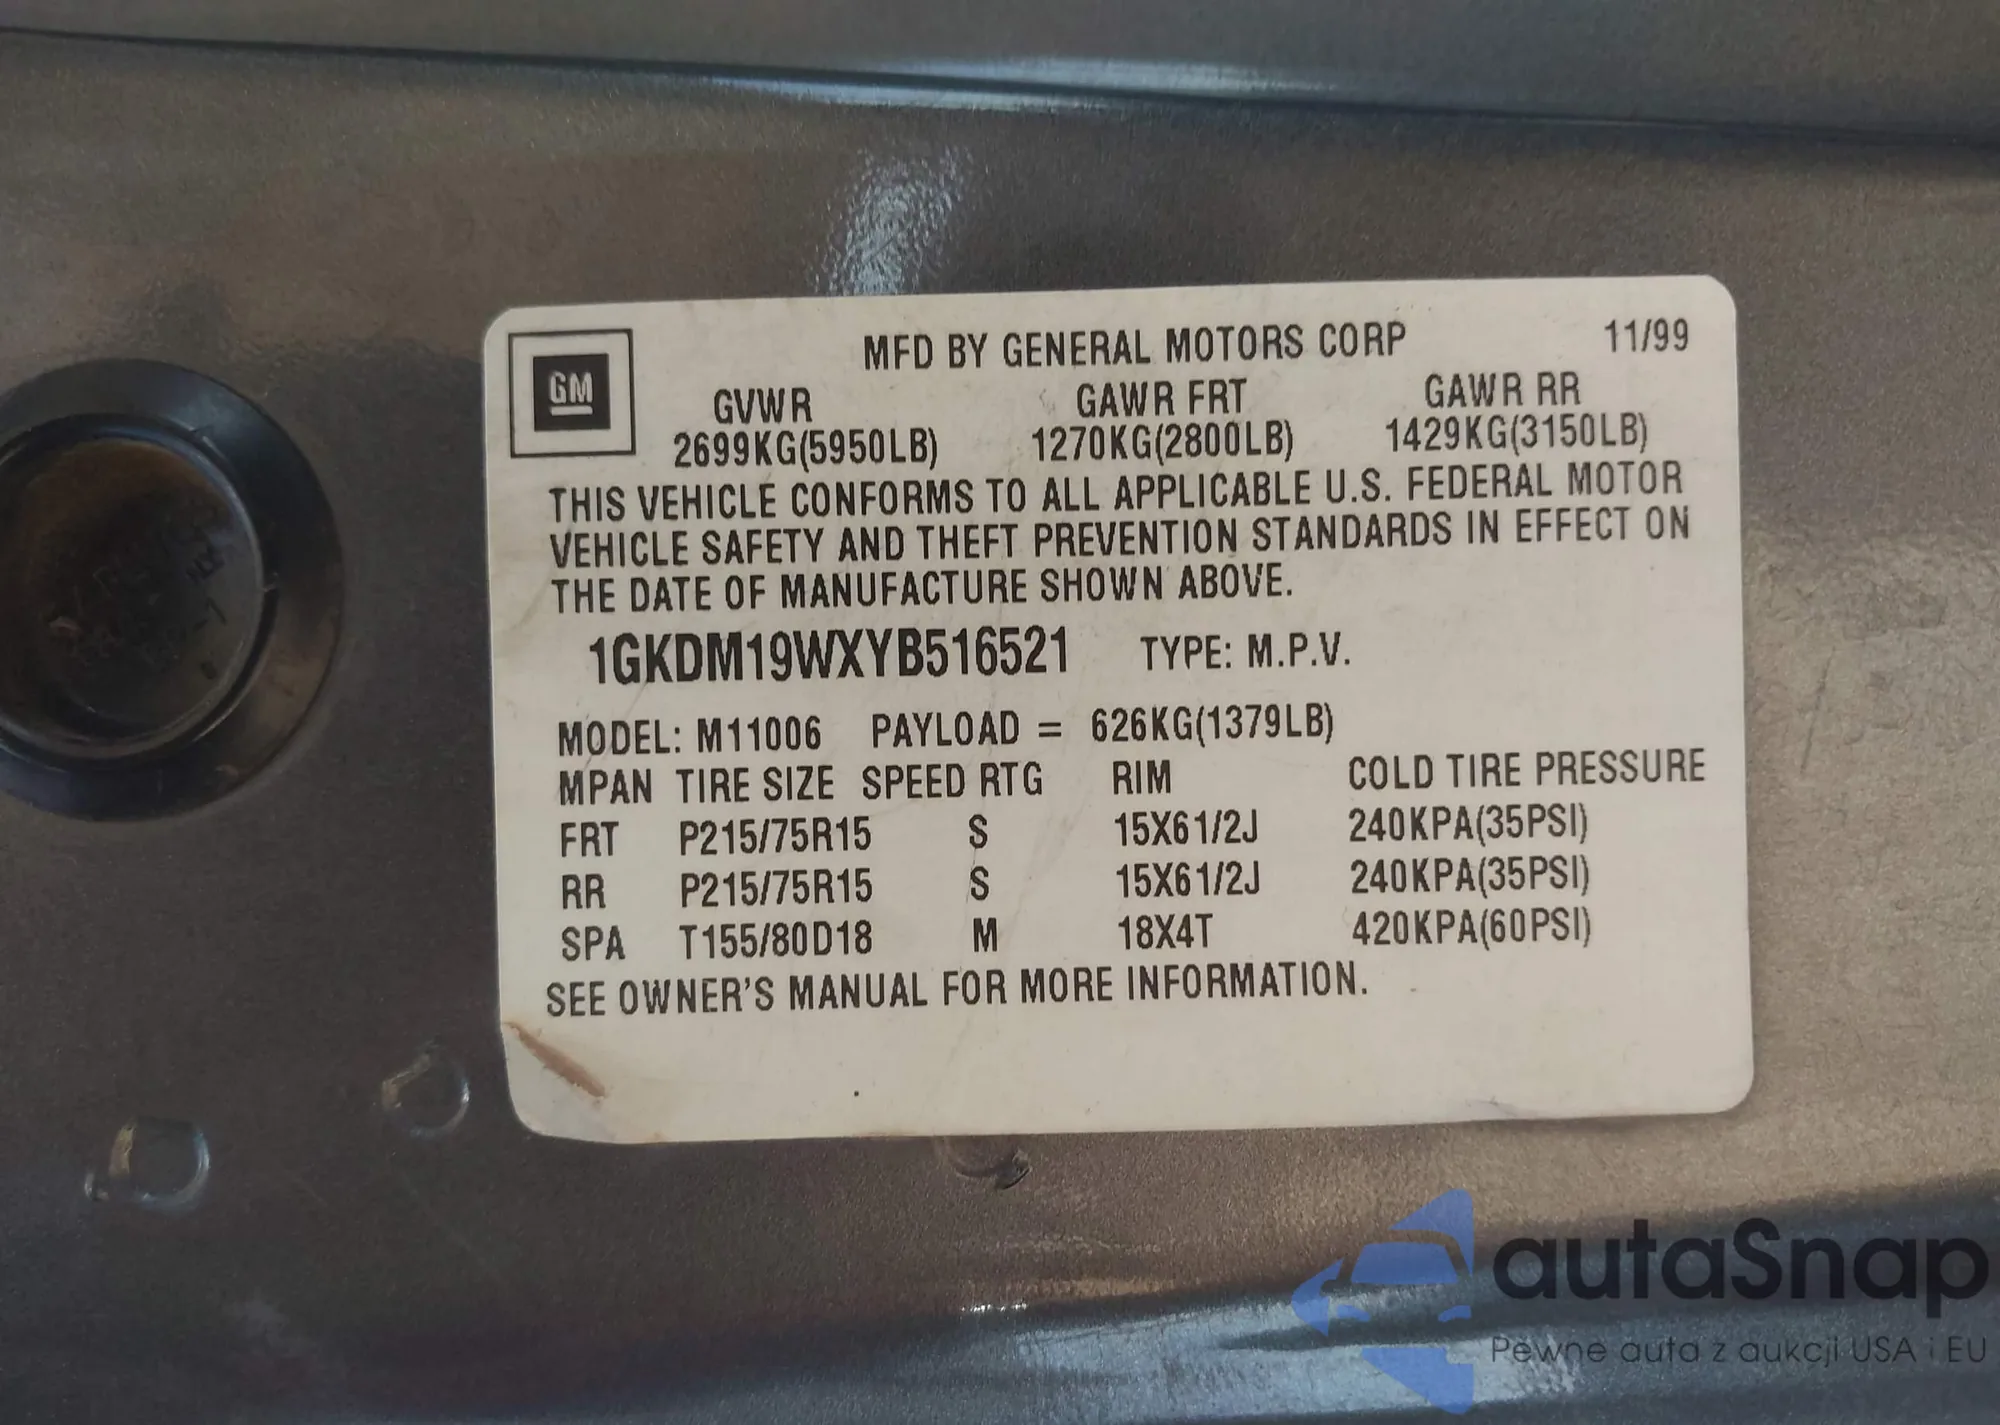 MFD BY GENERAL MOTORS CORP 11/99
GM
GVWR GAWR FRT GAWR RR
2699KG(5950LB) 1270KG(2800LB) 1429KG(3150LB)
THIS VEHICLE CONFORMS TO ALL APPLICABLE U.S. FEDERAL MOTOR
VEHICLE SAFETY AND THEFT PREVENTION STANDARDS IN EFFECT ON
THE DATE OF MANUFACTURE SHOWN ABOVE.
1GKDM19WXYB516521 TYPE: M.P.V.
MODEL: M11006 PAYLOAD = 626KG(1379LB)
MPAN TIRE SIZE SPEED RTG RIM COLD TIRE PRESSURE
FRT P215/75R15 S 15X61/2J 240KPA(35PSI)
RR P215/75R15 S 15X61/2J 240KPA(35PSI)
SPA T155/80D18 M 18X4T 420KPA(60PSI)
SEE OWNER'S MANUAL FOR MORE INFORMATION.
autaSnap
Pewne auta z aukcji USA i EU